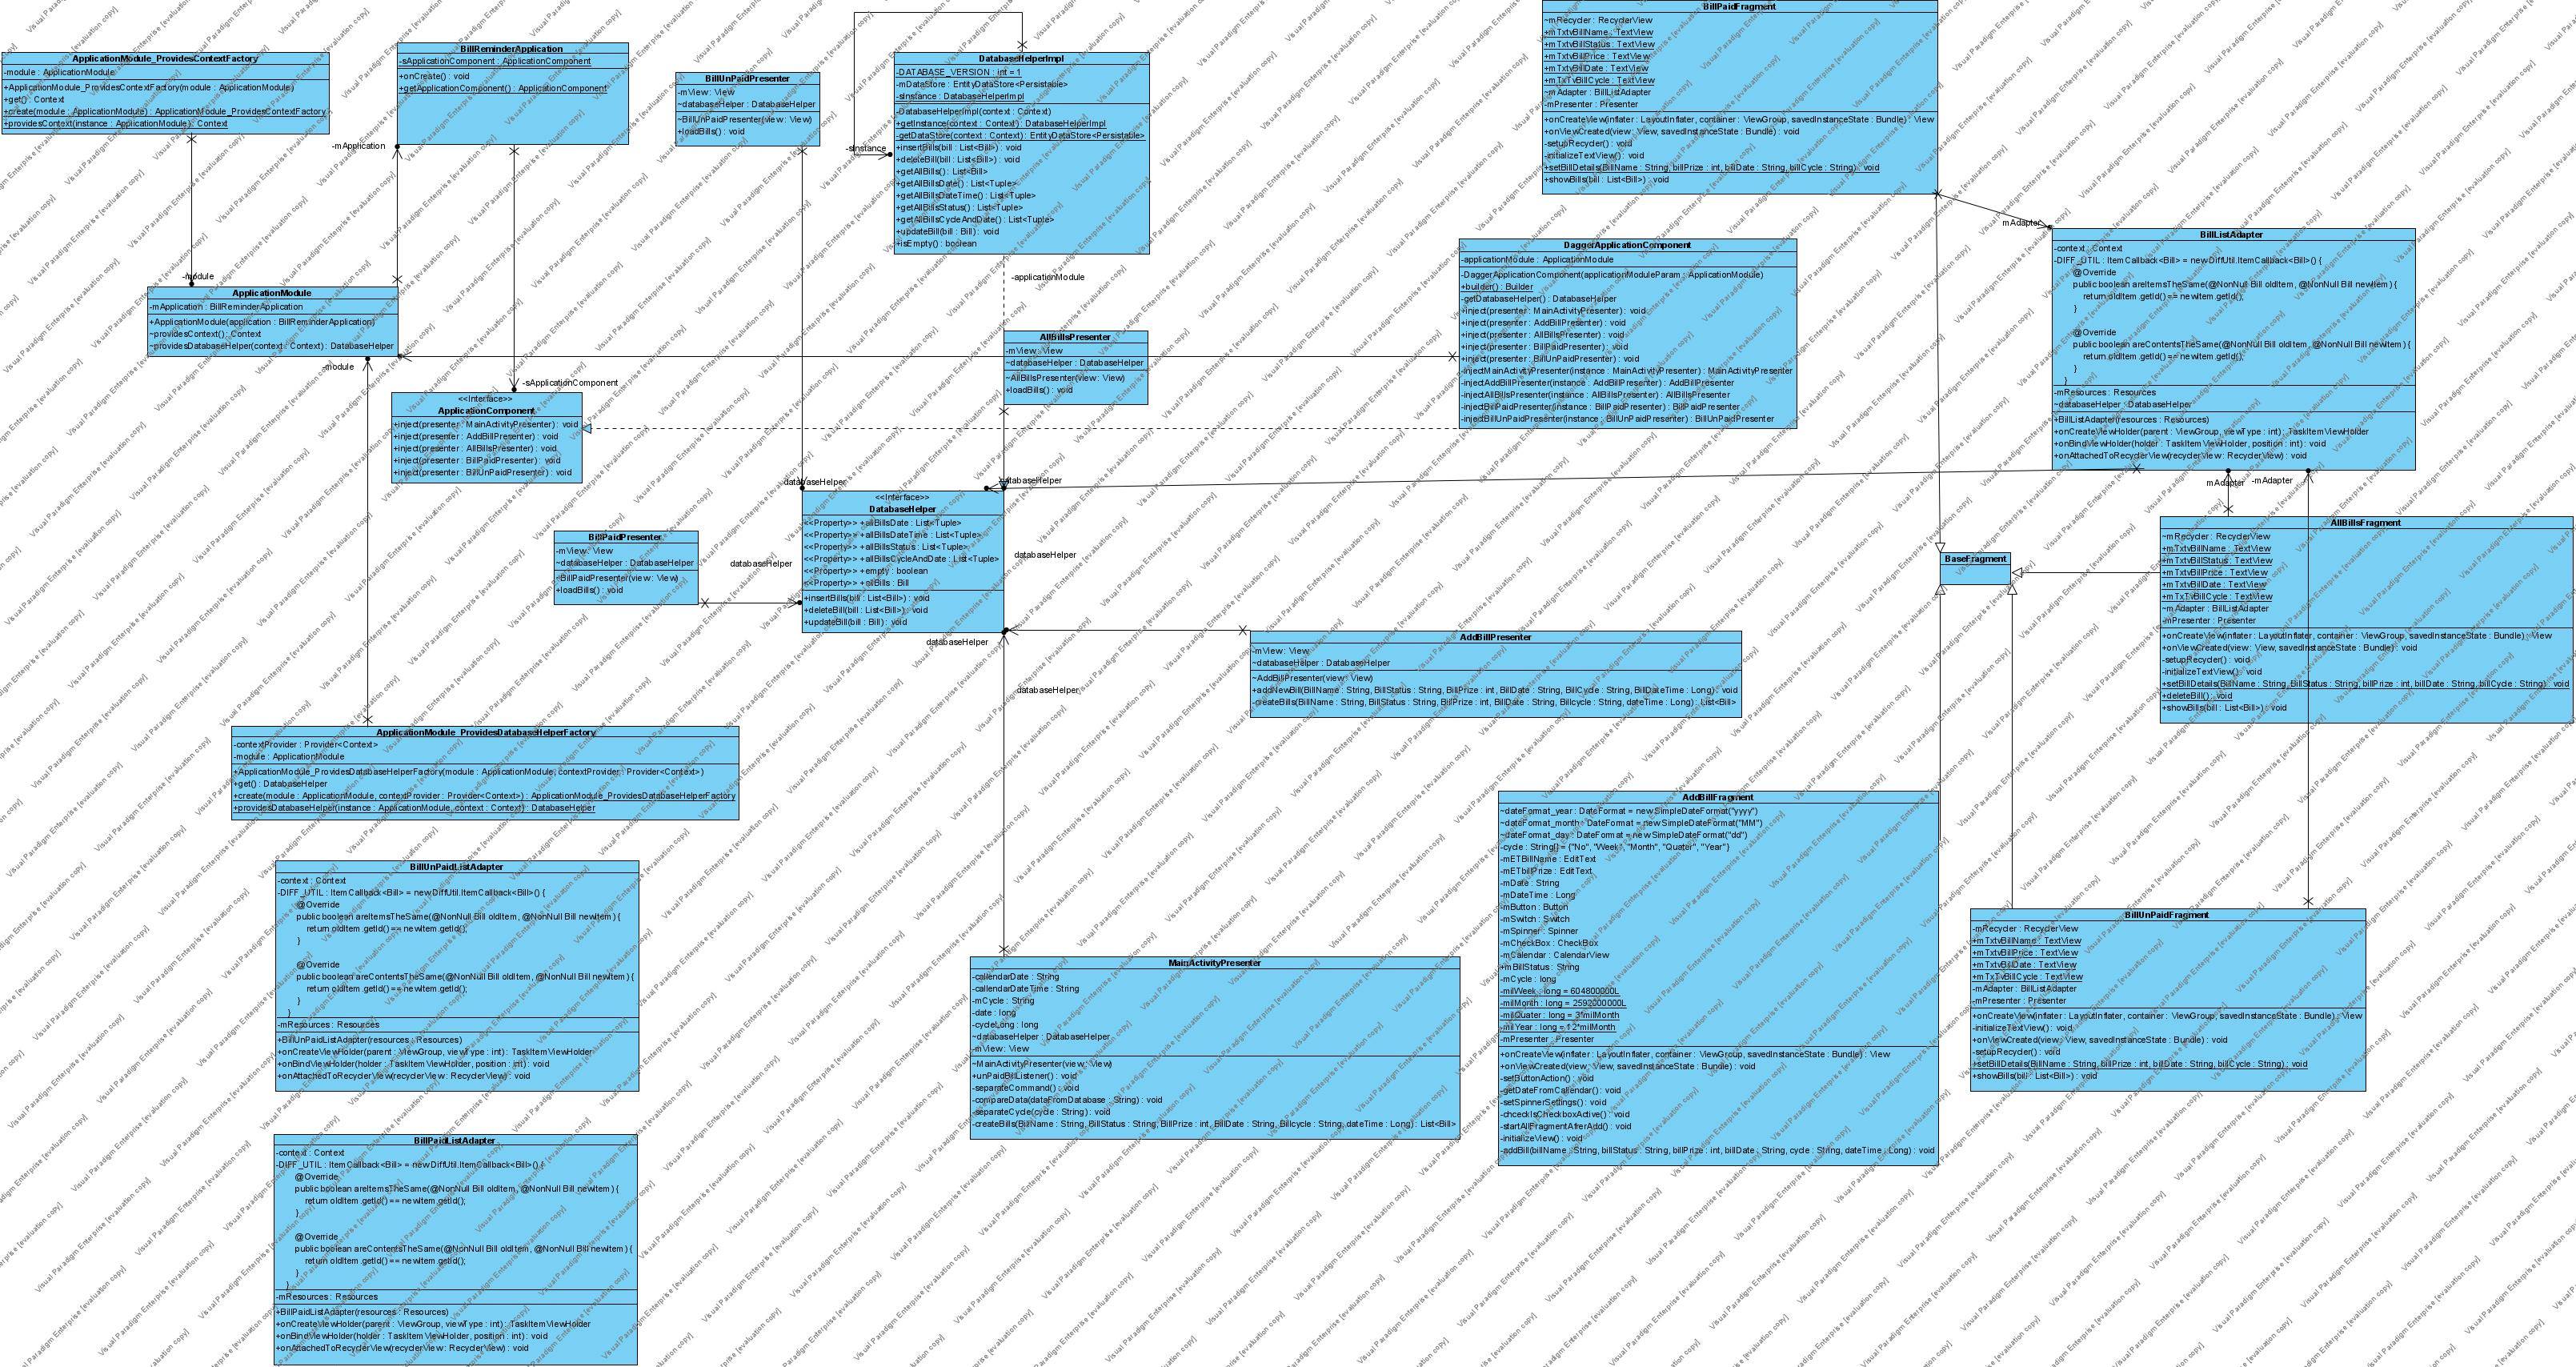 ApplicationModule_ProvidesContextFactory
-module : ApplicationModule
+ApplicationModule_ProvidesContextFactory(module : ApplicationModule)
+get() : Context
+create(module : ApplicationModule) : ApplicationModule_ProvidesContextFactory
+providesContext(instance : ApplicationModule) : Context
BillReminderApplication
-sApplicationComponent : ApplicationComponent
+onCreate() : void
+getApplicationComponent() : ApplicationComponent
BillUnPaidPresenter
-mView : View
~databaseHelper : DatabaseHelper
~BillUnPaidPresenter(view : View)
+loadBills() : void
DatabaseHelperImpl
-DATABASE_VERSION : int = 1
-mDataStore : EntityDataStore<Persistable>
-sInstance : DatabaseHelperImpl
-DatabaseHelperImpl(context : Context)
+getInstance(context : Context) : DatabaseHelperImpl
-getDataStore(context : Context) : EntityDataStore<Persistable>
+insertBills(bill : List<Bill>) : void
+deleteBill(bill : List<Bill>) : void
+getAllBills() : List<Bill>
+getAllBillsDate() : List<Tuple>
+getAllBillsDateTime() : List<Tuple>
+getAllBillsStatus() : List<Tuple>
+getAllBillsCycleAndDate() : List<Tuple>
+updateBill(bill : Bill) : void
+isEmpty() : boolean
-sInstance
BillPaidFragment
~mRecycler : RecyclerView
+mTxtvBillName : TextView
+mTxtvBillStatus : TextView
+mTxtvBillPrice : TextView
+mTxtvBillDate : TextView
+mTxTvBillCycle : TextView
~mAdapter : BillListAdapter
-mPresenter : Presenter
+onCreateView(inflater : LayoutInflater, container : ViewGroup, savedInstanceState : Bundle) : View
+onViewCreated(view : View, savedInstanceState : Bundle) : void
-setupRecycler() : void
-initializeTextView() : void
+setBillDetails(BillName : String, billPrize : int, billDate : String, billCycle : String) : void
+showBills(bill : List<Bill>) : void
-mApplication
-module
mAdapter
ApplicationModule
-mApplication : BillReminderApplication
+ApplicationModule(application : BillReminderApplication)
~providesContext() : Context
~providesDatabaseHelper(context : Context) : DatabaseHelper
-module
-applicationModule
DaggerApplicationComponent
-applicationModule : ApplicationModule
-DaggerApplicationComponent(applicationModuleParam : ApplicationModule)
+builder() : Builder
-getDatabaseHelper() : DatabaseHelper
+inject(presenter : MainActivityPresenter) : void
+inject(presenter : AddBillPresenter) : void
+inject(presenter : AllBillsPresenter) : void
+inject(presenter : BillPaidPresenter) : void
+inject(presenter : BillUnPaidPresenter) : void
-injectMainActivityPresenter(instance : MainActivityPresenter) : MainActivityPresenter
-injectAddBillPresenter(instance : AddBillPresenter) : AddBillPresenter
-injectAllBillsPresenter(instance : AllBillsPresenter) : AllBillsPresenter
-injectBillPaidPresenter(instance : BillPaidPresenter) : BillPaidPresenter
-injectBillUnPaidPresenter(instance : BillUnPaidPresenter) : BillUnPaidPresenter
BillListAdapter
-context : Context
-DIFF_UTIL : ItemCallback<Bill> = new DiffUtil.ItemCallback<Bill>() {
@Override
public boolean areItemsTheSame(@NonNull Bill oldItem, @NonNull Bill newItem) {
return oldItem.getId() == newItem.getId();
}
@Override
public boolean areContentsTheSame(@NonNull Bill oldItem, @NonNull Bill newItem) {
return oldItem.getId() == newItem.getId();
}
}
-mResources : Resources
~databaseHelper : DatabaseHelper
+BillListAdapter(resources : Resources)
+onCreateViewHolder(parent : ViewGroup, viewType : int) : TaskItemViewHolder
+onBindViewHolder(holder : TaskItemViewHolder, position : int) : void
+onAttachedToRecyclerView(recyclerView : RecyclerView) : void
AllBillsPresenter
-mView : View
~databaseHelper : DatabaseHelper
~AllBillsPresenter(view : View)
+loadBills() : void
-sApplicationComponent
<<Interface>>
ApplicationComponent
+inject(presenter : MainActivityPresenter) : void
+inject(presenter : AddBillPresenter) : void
+inject(presenter : AllBillsPresenter) : void
+inject(presenter : BillPaidPresenter) : void
+inject(presenter : BillUnPaidPresenter) : void
databaseHelper
databaseHelper
mAdapter
-mAdapter
<<Interface>>
DatabaseHelper
<<Property>> +allBillsDate : List<Tuple>
<<Property>> +allBillsDateTime : List<Tuple>
<<Property>> +allBillsStatus : List<Tuple>
<<Property>> +allBillsCycleAndDate : List<Tuple>
<<Property>> +empty : boolean
<<Property>> +allBills : Bill
+insertBills(bill : List<Bill>) : void
+deleteBill(bill : List<Bill>) : void
+updateBill(bill : Bill) : void
BillPaidPresenter
-mView : View
~databaseHelper : DatabaseHelper
~BillPaidPresenter(view : View)
+loadBills() : void
databaseHelper
databaseHelper
BaseFragment
AllBillsFragment
~mRecycler : RecyclerView
+mTxtvBillName : TextView
+mTxtvBillStatus : TextView
+mTxtvBillPrice : TextView
+mTxtvBillDate : TextView
+mTxTvBillCycle : TextView
~mAdapter : BillListAdapter
-mPresenter : Presenter
+onCreateView(inflater : LayoutInflater, container : ViewGroup, savedInstanceState : Bundle) : View
+onViewCreated(view : View, savedInstanceState : Bundle) : void
-setupRecycler() : void
-initializeTextView() : void
+setBillDetails(BillName : String, BillStatus : String, billPrize : int, billDate : String, billCycle : String) : void
+deleteBill() : void
+showBills(bill : List<Bill>) : void
databaseHelper
databaseHelper
AddBillPresenter
-mView : View
~databaseHelper : DatabaseHelper
~AddBillPresenter(view : View)
+addNewBill(BillName : String, BillStatus : String, BillPrize : int, BillDate : String, BillCycle : String, BillDateTime : Long) : void
-createBills(BillName : String, BillStatus : String, BillPrize : int, BillDate : String, Billcycle : String, dateTime : Long) : List<Bill>
ApplicationModule_ProvidesDatabaseHelperFactory
-contextProvider : Provider<Context>
-module : ApplicationModule
+ApplicationModule_ProvidesDatabaseHelperFactory(module : ApplicationModule, contextProvider : Provider<Context>)
+get() : DatabaseHelper
+create(module : ApplicationModule, contextProvider : Provider<Context>) : ApplicationModule_ProvidesDatabaseHelperFactory
+providesDatabaseHelper(instance : ApplicationModule, context : Context) : DatabaseHelper
AddBillFragment
~dateFormat_year : DateFormat = new SimpleDateFormat("yyyy")
~dateFormat_month : DateFormat = new SimpleDateFormat("MM")
~dateFormat_day : DateFormat = new SimpleDateFormat("dd")
-cycle : String[] = {"No", "Week", "Month", "Quater", "Year"}
-mETBillName : EditText
-mETbillPrize : EditText
-mDate : String
-mDateTime : Long
-mButton : Button
-mSwitch : Switch
-mSpinner : Spinner
-mCheckBox : CheckBox
-mCalendar : CalendarView
+mBillStatus : String
-mCycle : long
-milWeek : long = 604800000L
-milMonth : long = 2592000000L
-milQuater : long = 3*milMonth
-milYear : long = 12*milMonth
-mPresenter : Presenter
+onCreateView(inflater : LayoutInflater, container : ViewGroup, savedInstanceState : Bundle) : View
+onViewCreated(view : View, savedInstanceState : Bundle) : void
-setButtonAction() : void
-getDateFromCallendar() : void
-setSpinnerSettings() : void
-chceckIsCheckboxActive() : void
-startAllFragmentAfrerAdd() : void
-initializeView() : void
-addBill(billName : String, billStatus : String, billPrize : int, billDate : String, cycle : String, dateTime : Long) : void
BillUnPaidListAdapter
-context : Context
-DIFF_UTIL : ItemCallback<Bill> = new DiffUtil.ItemCallback<Bill>() {
@Override
public boolean areItemsTheSame(@NonNull Bill oldItem, @NonNull Bill newItem) {
return oldItem.getId() == newItem.getId();
}
@Override
public boolean areContentsTheSame(@NonNull Bill oldItem, @NonNull Bill newItem) {
return oldItem.getId() == newItem.getId();
}
}
-mResources : Resources
+BillUnPaidListAdapter(resources : Resources)
+onCreateViewHolder(parent : ViewGroup, viewType : int) : TaskItemViewHolder
+onBindViewHolder(holder : TaskItemViewHolder, position : int) : void
+onAttachedToRecyclerView(recyclerView : RecyclerView) : void
BillUnPaidFragment
-mRecycler : RecyclerView
+mTxtvBillName : TextView
+mTxtvBillPrice : TextView
+mTxtvBillDate : TextView
+mTxTvBillCycle : TextView
-mAdapter : BillListAdapter
-mPresenter : Presenter
+onCreateView(inflater : LayoutInflater, container : ViewGroup, savedInstanceState : Bundle) : View
-initializeTextView() : void
+onViewCreated(view : View, savedInstanceState : Bundle) : void
-setupRecycler() : void
+setBillDetails(BillName : String, billPrize : int, billDate : String, billCycle : String) : void
+showBills(bill : List<Bill>) : void
MainActivityPresenter
-callendarDate : String
-callendarDateTime : String
-mCycle : String
-date : long
-cycleLong : long
~databaseHelper : DatabaseHelper
-mView : View
~MainActivityPresenter(view : View)
+unPaidBillListener() : void
-separateCommand() : void
-compareData(dataFromDatabase : String) : void
-separateCycle(cycle : String) : void
-createBills(BillName : String, BillStatus : String, BillPrize : int, BillDate : String, Billcycle : String, dateTime : Long) : List<Bill>
BillPaidListAdapter
-context : Context
-DIFF_UTIL : ItemCallback<Bill> = new DiffUtil.ItemCallback<Bill>() {
@Override
public boolean areItemsTheSame(@NonNull Bill oldItem, @NonNull Bill newItem) {
return oldItem.getId() == newItem.getId();
}
@Override
public boolean areContentsTheSame(@NonNull Bill oldItem, @NonNull Bill newItem) {
return oldItem.getId() == newItem.getId();
}
}
-mResources : Resources
+BillPaidListAdapter(resources : Resources)
+onCreateViewHolder(parent : ViewGroup, viewType : int) : TaskItemViewHolder
+onBindViewHolder(holder : TaskItemViewHolder, position : int) : void
+onAttachedToRecyclerView(recyclerView : RecyclerView) : void
Visual Paradigm Enterprise [evaluation copy]